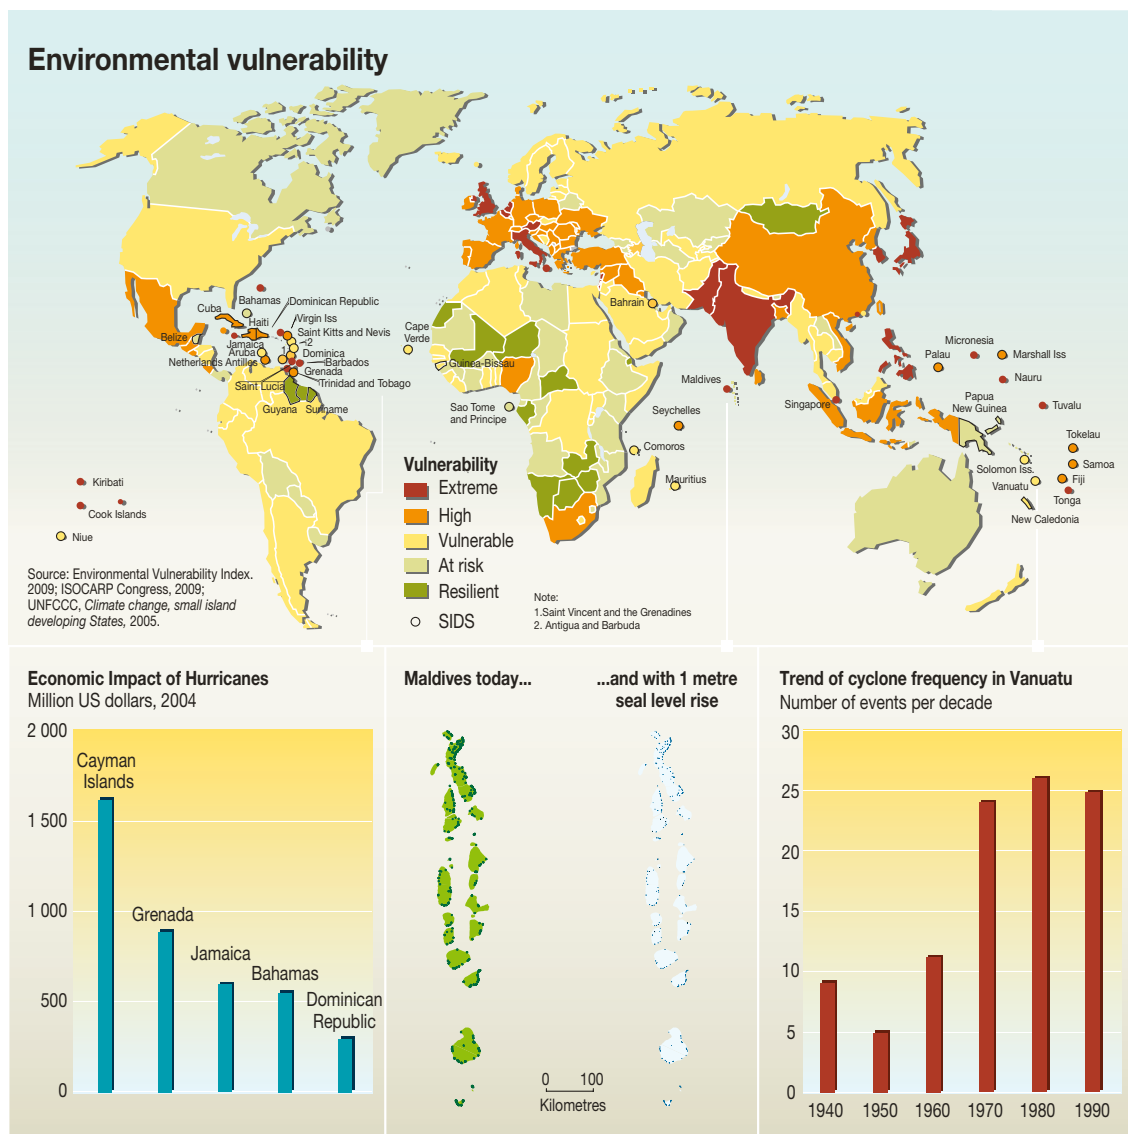 Environmental vulnerability
Bahamas
Dominican Republic
Cuba
Haiti
Virgin Iss
Saint Kitts and Nevis
Belize
Jamaica
2
Aruba
1
Dominica
Netherlands Antilles
Barbados
Grenada
Saint Lucia
Trinidad and Tobago
Guyana
Suriname
Cape
Verde
Guinea-Bissau
Sao Tome
and Principe
Bahrain
Maldives
Seychelles
Comoros
Mauritius
Singapore
Micronesia
Palau
Marshall Iss
Nauru
Papua
New Guinea
Tuvalu
Tokelau
Solomon Iss.
Samoa
Vanuatu
Fiji
Tonga
New Caledonia
Kiribati
Cook Islands
Niue
Vulnerability
Extreme
High
Vulnerable
At risk
Resilient
SIDS
Note:
1.Saint Vincent and the Grenadines
2. Antigua and Barbuda
Source: Environmental Vulnerability Index.
2009; ISOCARP Congress, 2009;
UNFCCC, Climate change, small island
developing States, 2005.
Economic Impact of Hurricanes
Million US dollars, 2004
2 000
1 500
1 000
500
0
Cayman
Islands
Grenada
Jamaica
Bahamas
Dominican
Republic
Maldives today...
...and with 1 metre
seal level rise
0 100
Kilometres
Trend of cyclone frequency in Vanuatu
Number of events per decade
30
25
20
15
10
5
0
1940 1950 1960 1970 1980 1990